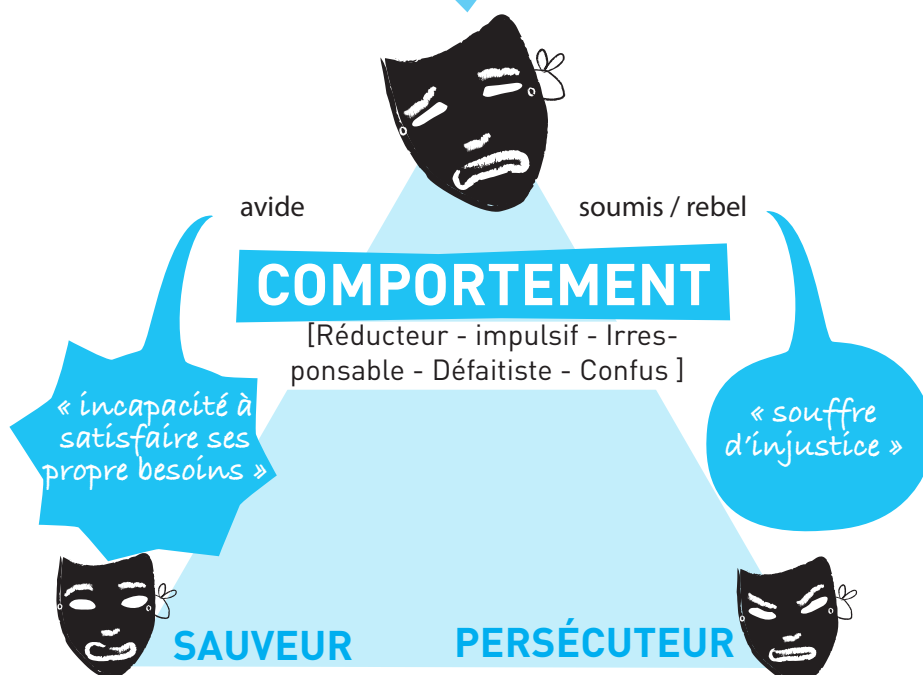 avide
soumis / rebel
COMPORTEMENT
[Réducteur - impulsif - Irres-
ponsable - Défaitiste - Confus ]
« incapacité à
satisfaire ses
propre besoins »
« souffre
d'injustice »
SAUVEUR
PERSÉCUTEUR